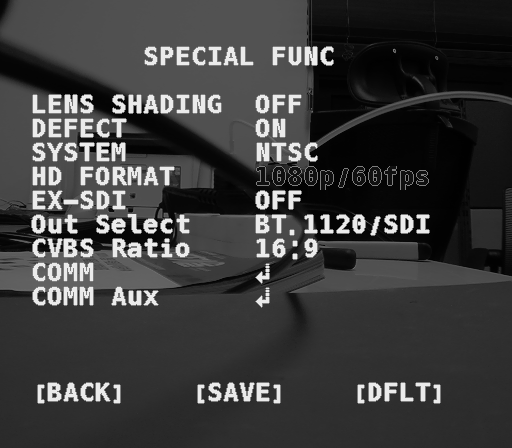 SPECIAL FUNC
LENS SHADING OFF
DEFECT ON
SYSTEM NTSC
HD FORMAT 1080p/60fps
EX-SDI OFF
Out Select BT.1120/SDI
CVBS Ratio 16:9
COMM ↲
COMM Aux ↲
[BACK] [SAVE] [DFLT]